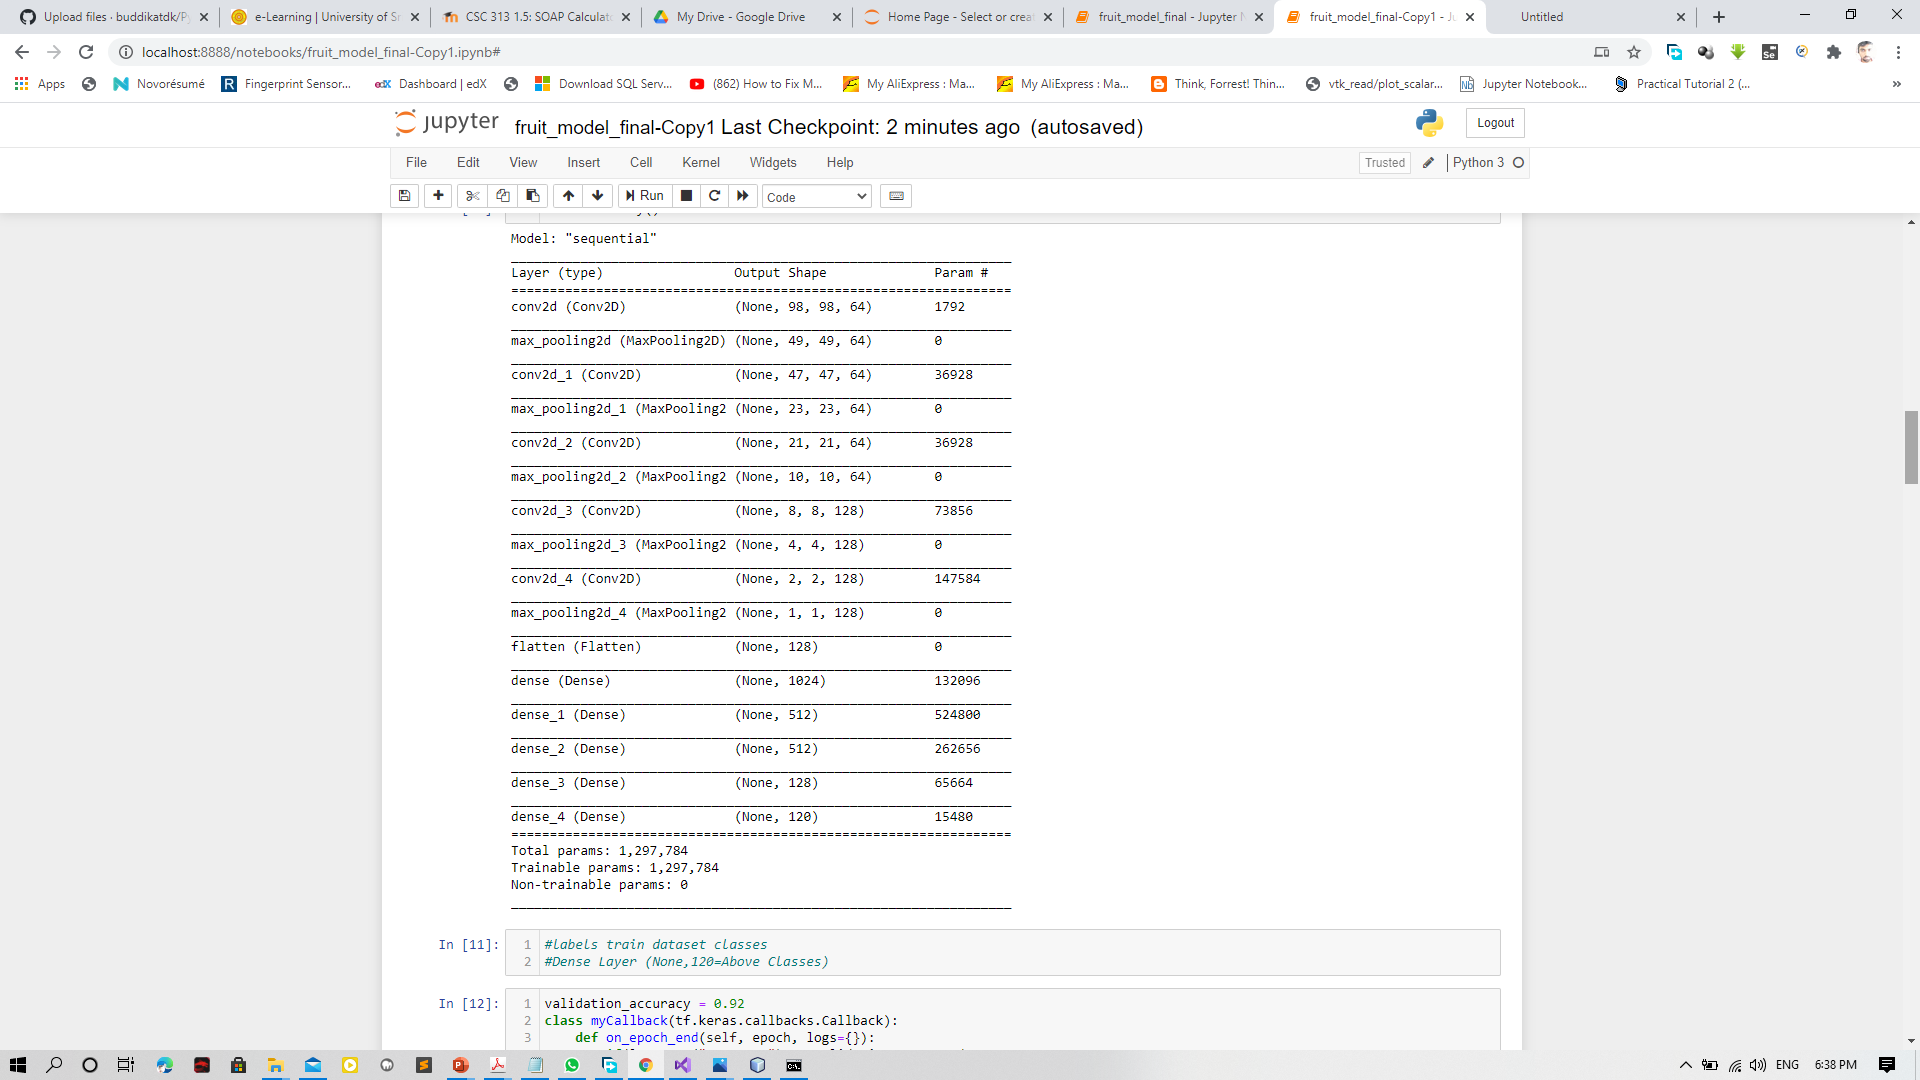 Upload files · buddikatdk/Py
e-Learning | University of Sr
CSC 313 1.5: SOAP Calculato
My Drive - Google Drive
Home Page - Select or creat
fruit_model_final - Jupyter N
fruit_model_final-Copy1 - Ju
Untitled
localhost:8888/notebooks/fruit_model_final-Copy1.ipynb#
Apps
Novorésumé
Fingerprint Sensor...
Dashboard | edX
Download SQL Serv...
(862) How to Fix M...
My AliExpress : Ma...
My AliExpress : Ma...
Think, Forrest! Thin...
vtk_read/plot_scalar...
Jupyter Notebook...
Practical Tutorial 2 (...
»
jupyter fruit_model_final-Copy1 Last Checkpoint: 2 minutes ago (autosaved)
Logout
File Edit View Insert Cell Kernel Widgets Help
Trusted
Python 3
Run
Code
Model: "sequential"
Layer (type) Output Shape Param #
=================================================================
conv2d (Conv2D) (None, 98, 98, 64) 1792
max_pooling2d (MaxPooling2D) (None, 49, 49, 64) 0
conv2d_1 (Conv2D) (None, 47, 47, 64) 36928
max_pooling2d_1 (MaxPooling2 (None, 23, 23, 64) 0
conv2d_2 (Conv2D) (None, 21, 21, 64) 36928
max_pooling2d_2 (MaxPooling2 (None, 10, 10, 64) 0
conv2d_3 (Conv2D) (None, 8, 8, 128) 73856
max_pooling2d_3 (MaxPooling2 (None, 4, 4, 128) 0
conv2d_4 (Conv2D) (None, 2, 2, 128) 147584
max_pooling2d_4 (MaxPooling2 (None, 1, 1, 128) 0
flatten (Flatten) (None, 128) 0
dense (Dense) (None, 1024) 132096
dense_1 (Dense) (None, 512) 524800
dense_2 (Dense) (None, 512) 262656
dense_3 (Dense) (None, 128) 65664
dense_4 (Dense) (None, 120) 15480
=================================================================
Total params: 1,297,784
Trainable params: 1,297,784
Non-trainable params: 0
In [11]:
1 #labels train dataset classes
2 #Dense Layer (None,120=Above Classes)
In [12]:
1 validation_accuracy = 0.92
2 class myCallback(tf.keras.callbacks.Callback):
3 def on_epoch_end(self, epoch, logs={}):
ENG 6:38 PM